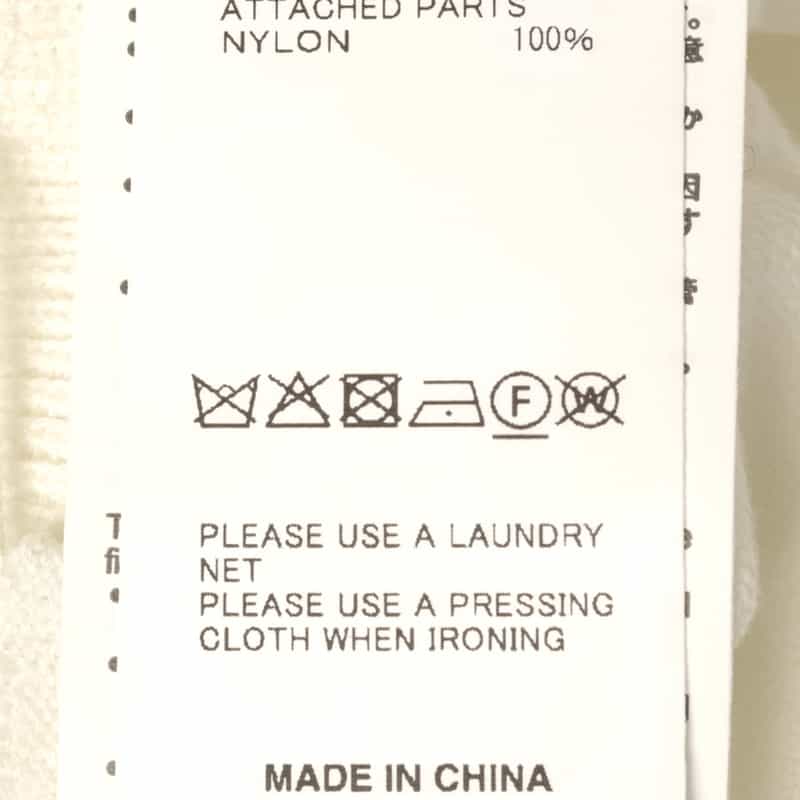 ATTACHED PARTS
NYLON 100%
F W
PLEASE USE A LAUNDRY
NET
PLEASE USE A PRESSING
CLOTH WHEN IRONING
MADE IN CHINA